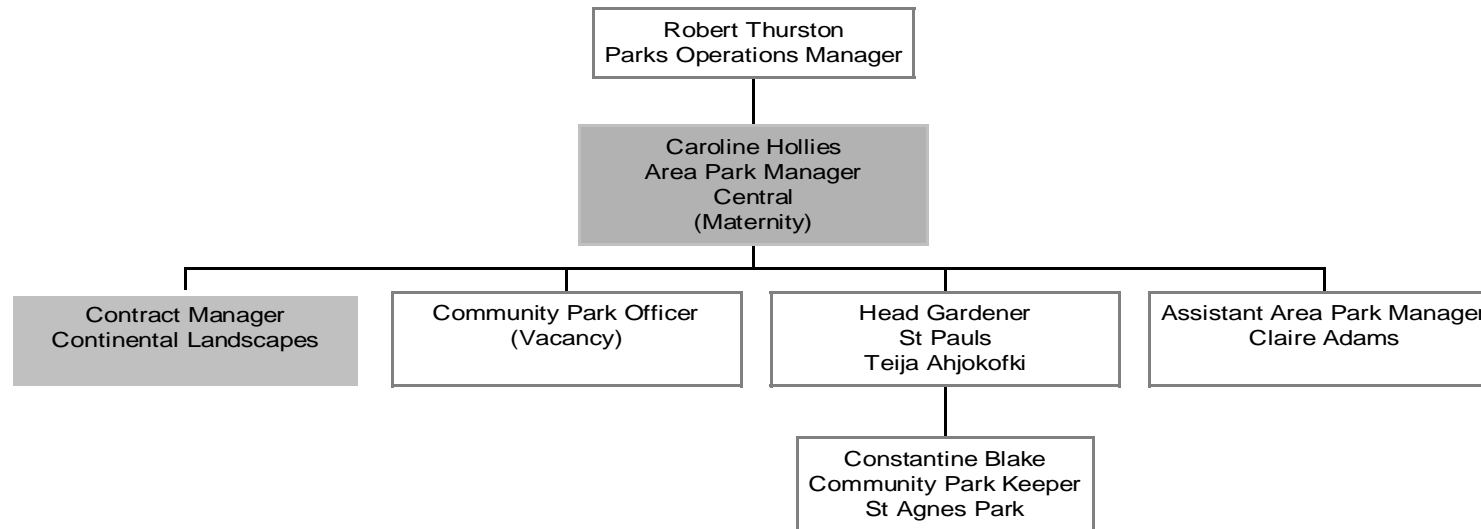 Robert Thurston
Parks Operations Manager
Caroline Hollies
Area Park Manager
Central
(Maternity)
Contract Manager
Continental Landscapes
Community Park Officer
(Vacancy)
Head Gardener
St Pauls
Teija Ahjokofki
Assistant Area Park Manager
Claire Adams
Constantine Blake
Community Park Keeper
St Agnes Park